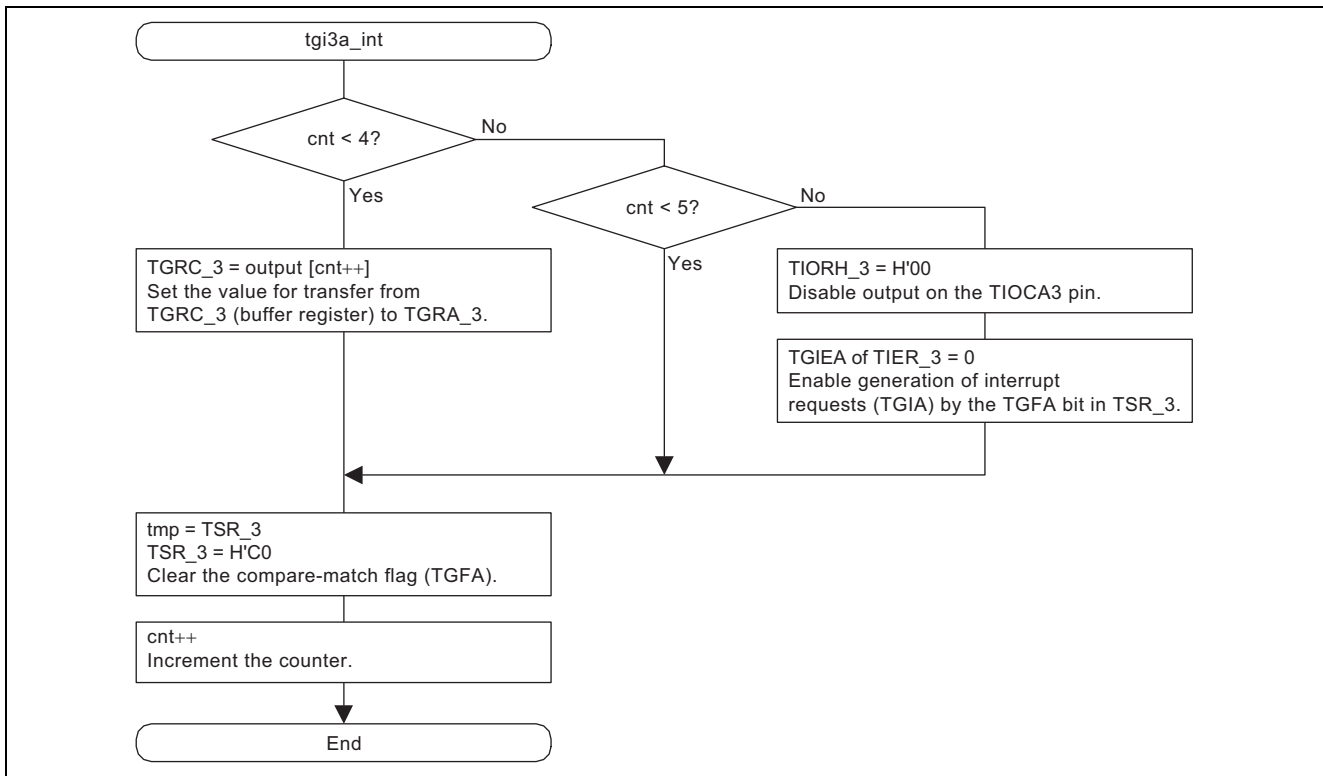 tgi3a_int
cnt < 4?
No
Yes
cnt < 5?
No
Yes
TGRC_3 = output [cnt++]
Set the value for transfer from
TGRC_3 (buffer register) to TGRA_3.
TIORH_3 = H'00
Disable output on the TIOCA3 pin.
TGIEA of TIER_3 = 0
Enable generation of interrupt
requests (TGIA) by the TGFA bit in TSR_3.
tmp = TSR_3
TSR_3 = H'C0
Clear the compare-match flag (TGFA).
cnt++
Increment the counter.
End